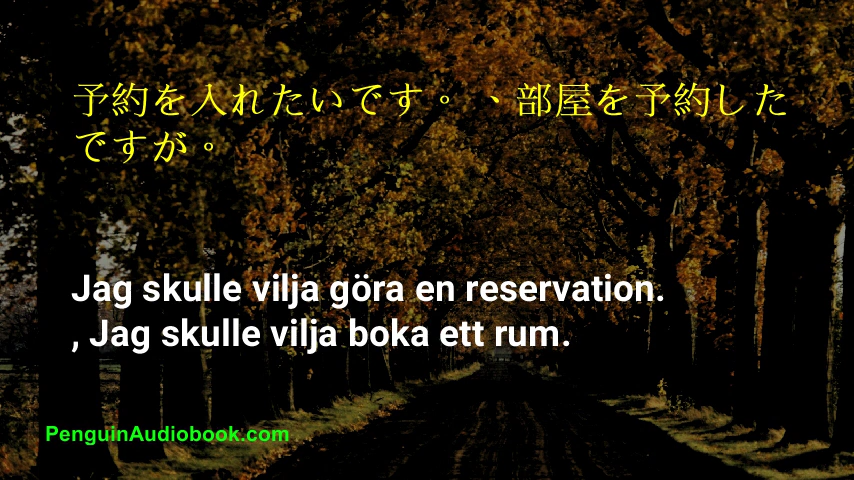 予約を入れたいです。、部屋を予約した
ですが。
Jag skulle vilja göra en reservation.
, Jag skulle vilja boka ett rum.
PenguinAudiobook.com